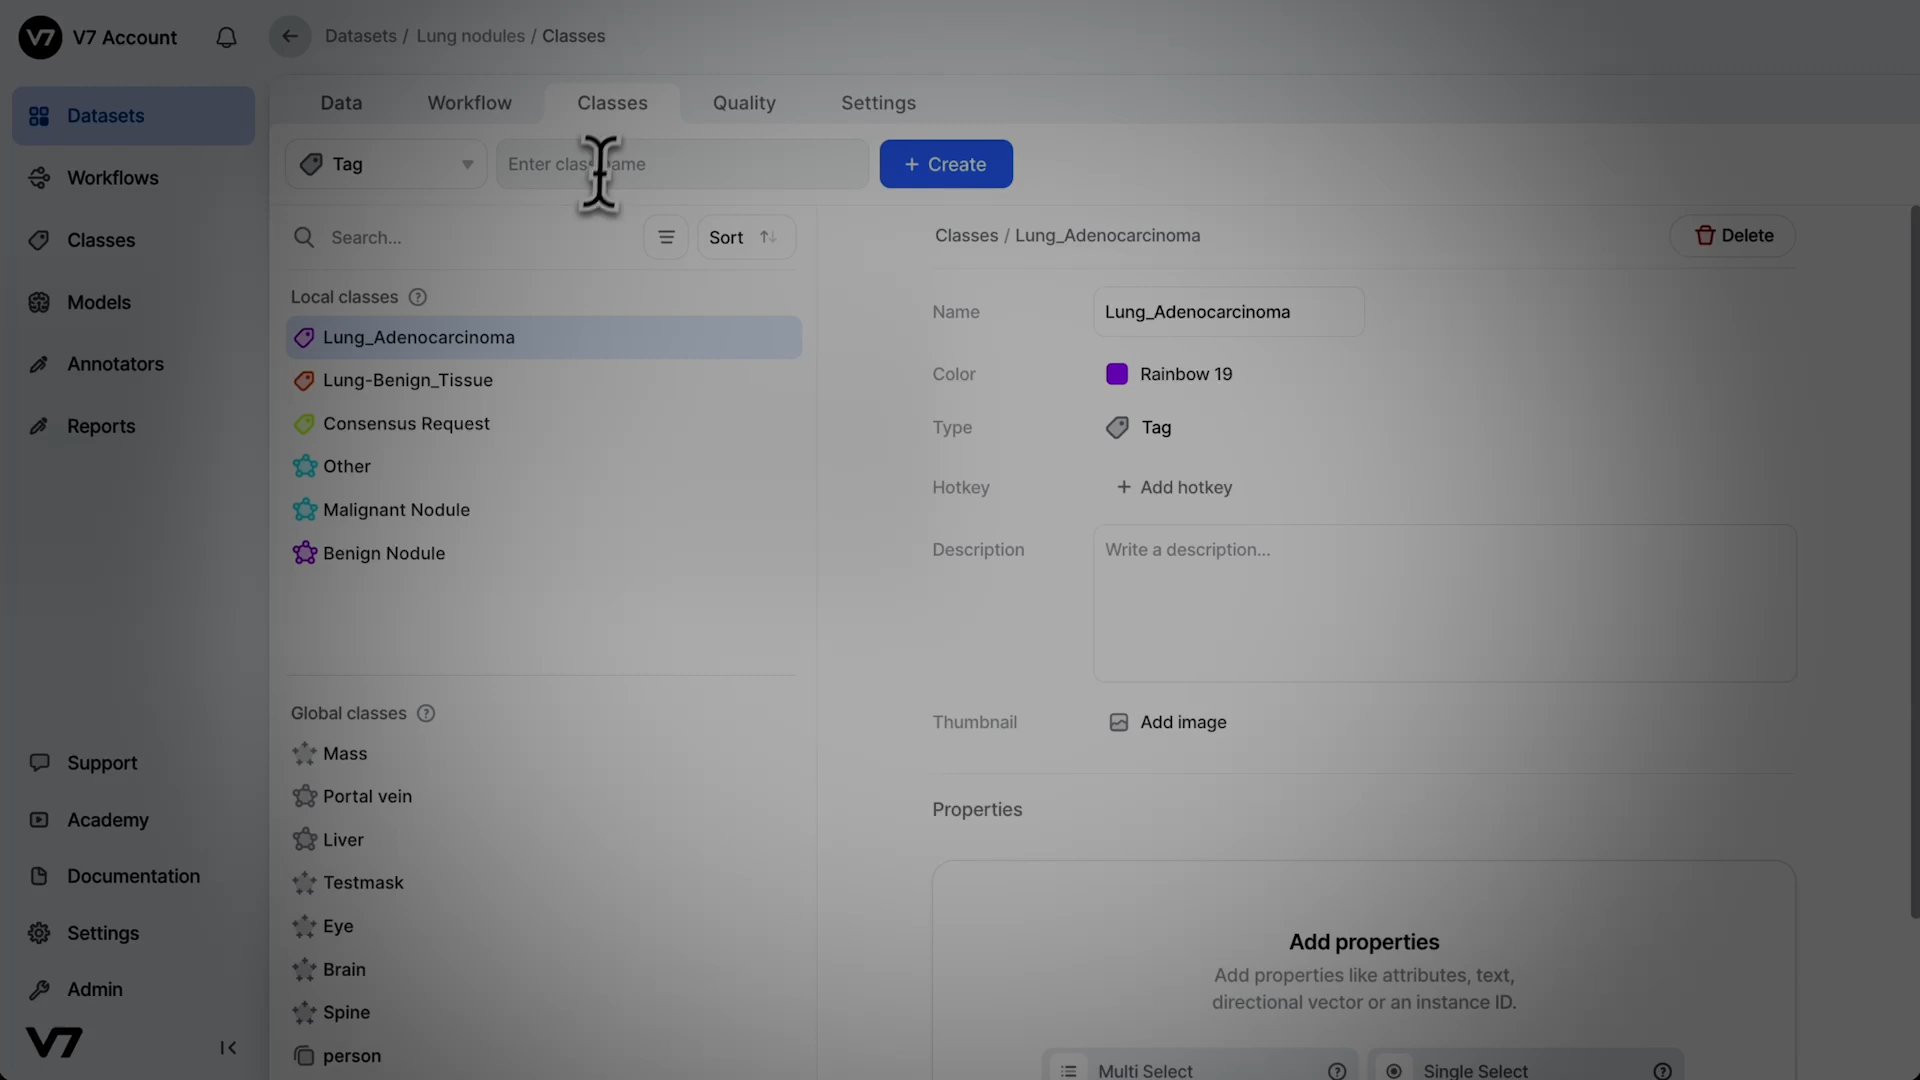 V7 V7 Account
Datasets / Lung nodules / Classes
Datasets
Workflows
Classes
Models
Annotators
Reports
Support
Academy
Documentation
Settings
Admin
V7
Data Workflow Classes Quality Settings
Tag
Enter class name
+ Create
Search...
Sort
Local classes ?
Lung_Adenocarcinoma
Lung-Benign_Tissue
Consensus Request
Other
Malignant Nodule
Benign Nodule
Global classes ?
Mass
Portal vein
Liver
Testmask
Eye
Brain
Spine
person
Classes / Lung_Adenocarcinoma
Delete
Name Lung_Adenocarcinoma
Color Rainbow 19
Type Tag
Hotkey + Add hotkey
Description Write a description...
Thumbnail Add image
Properties
Add properties
Add properties like attributes, text,
directional vector or an instance ID.
Multi Select ? Single Select ?